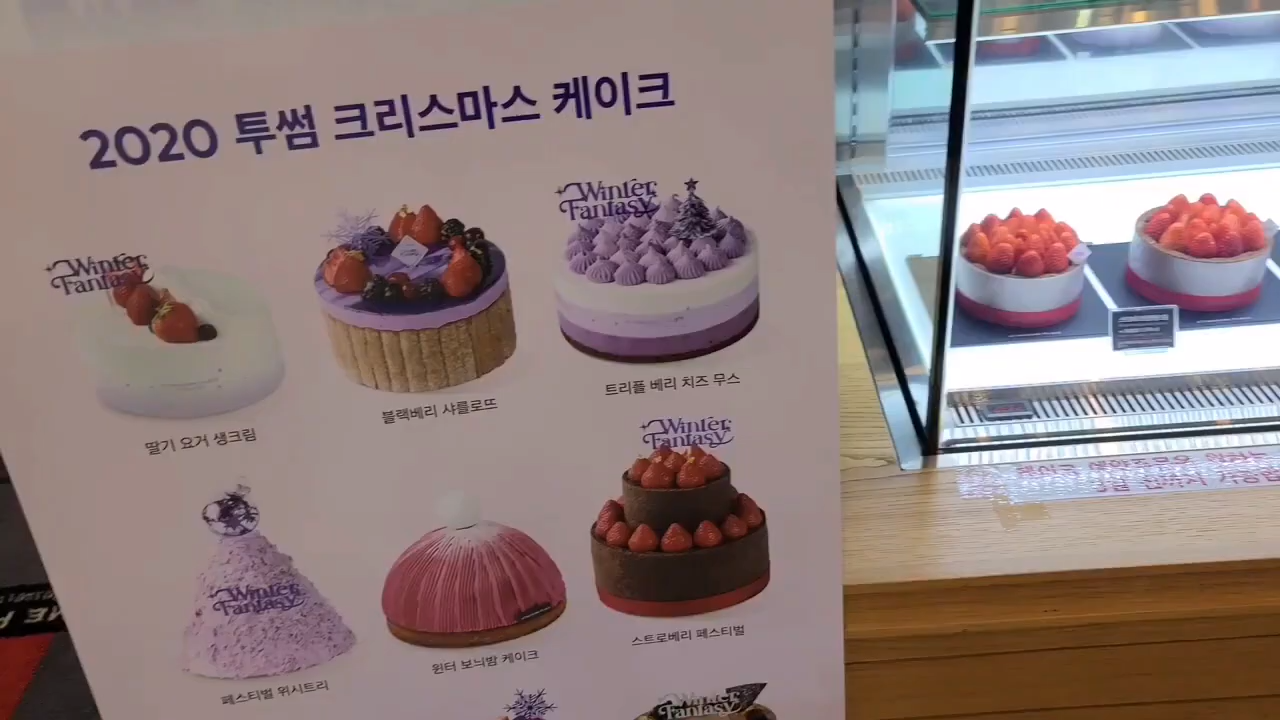 2020 투썸 크리스마스 케이크
Winter
Fantasy
Winter
Fantasy
딸기 요거 생크림
블랙베리 샤를로뜨
트리플 베리 치즈 무스
Winter
Fantasy
Winter
Fantasy
페스티벌 위시트리
윈터 보늬밤 케이크
스트로베리 페스티벌
Winter
Fantasy